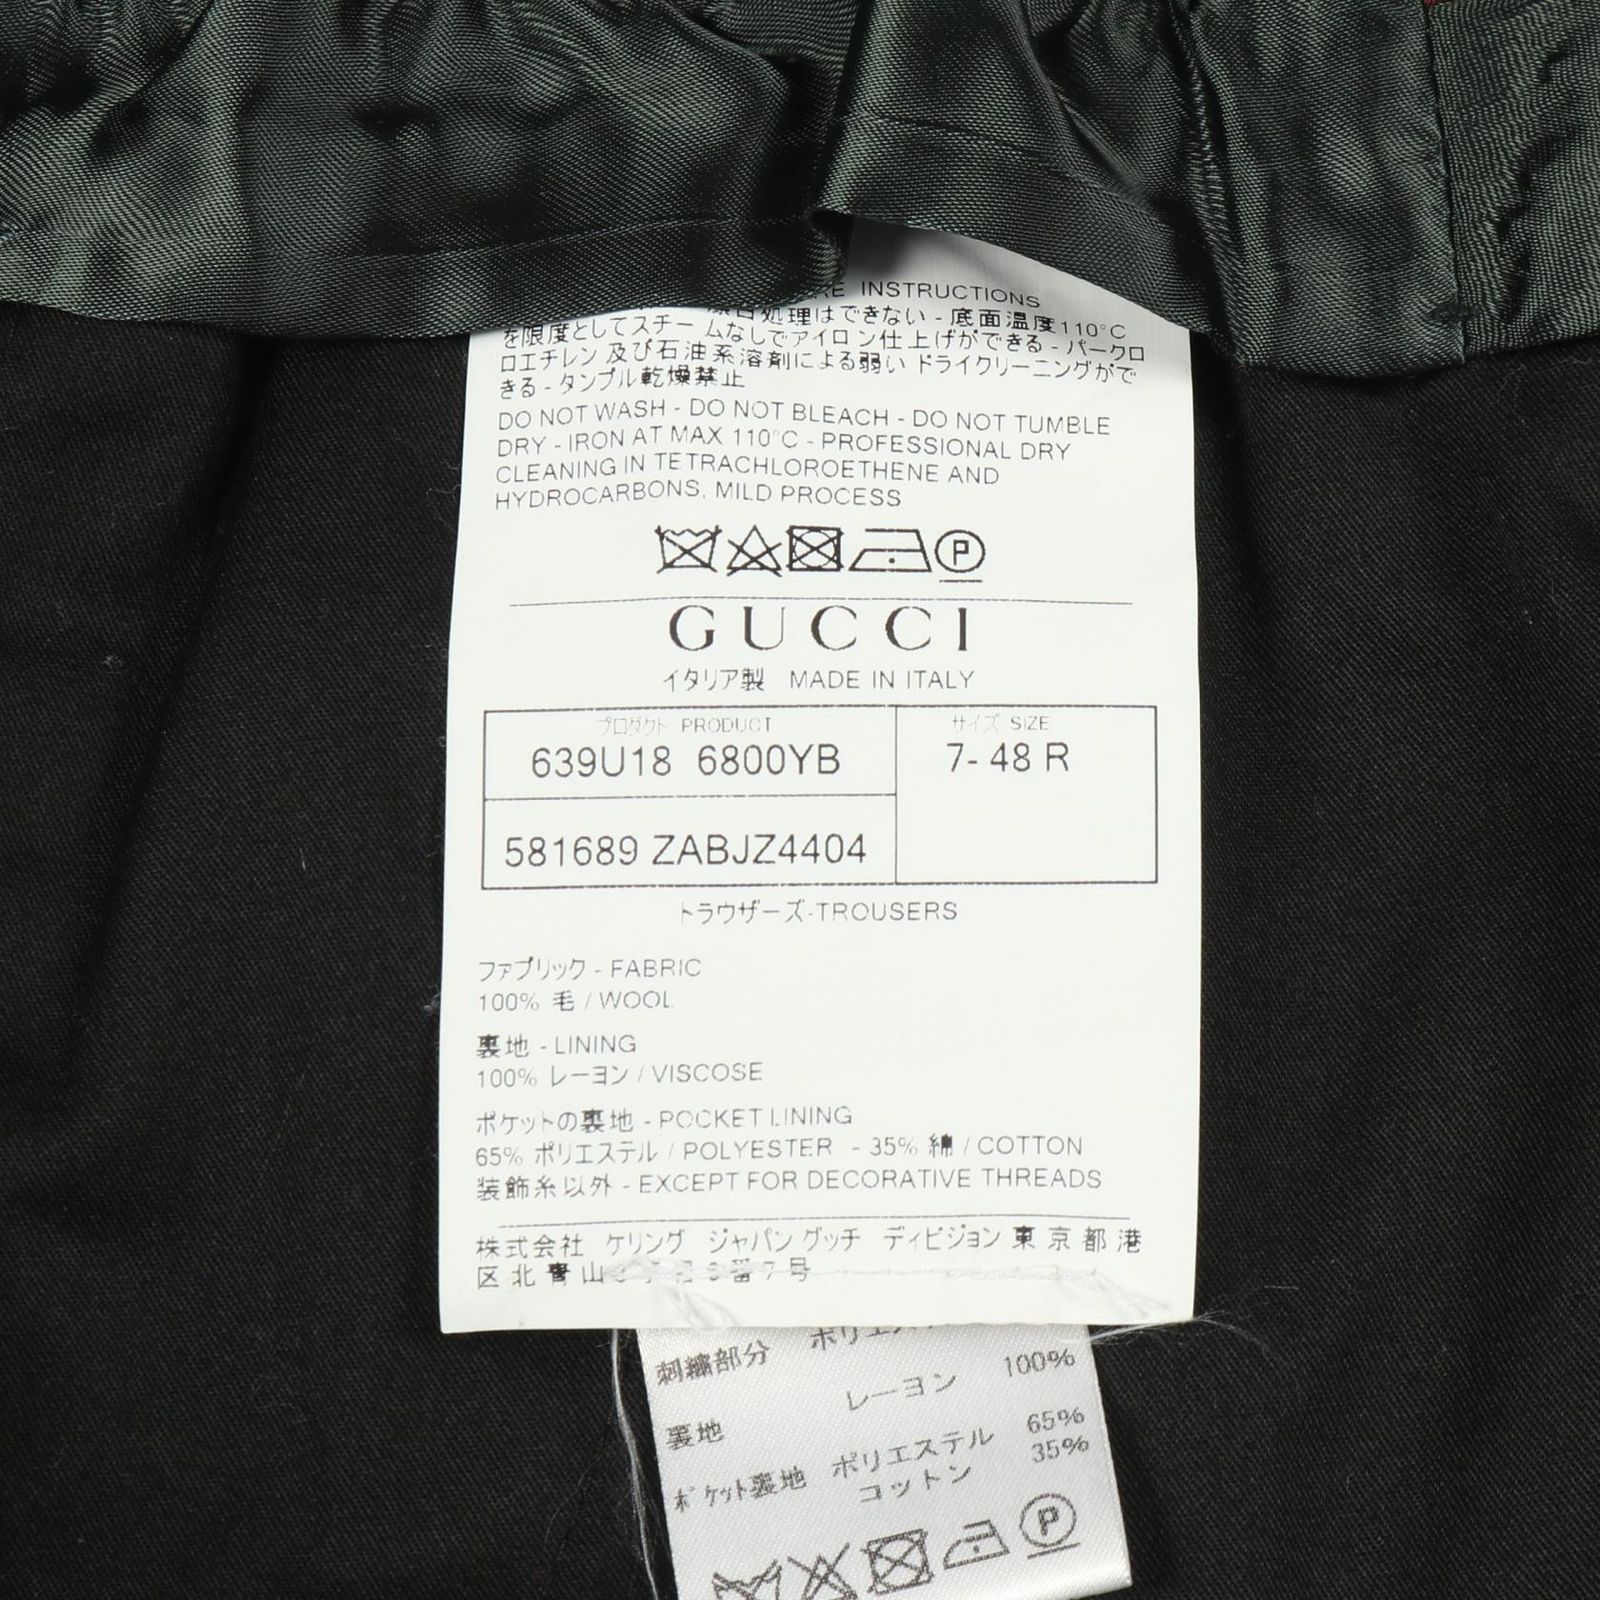 INSTRUCTIONS
処理はできない - 底面温度110°C
を限度としてスチームなしでアイロン仕上げができる - パークロ
ロエチレン及び石油系溶剤による弱いドライクリーニングがで
きる - タンブル乾燥禁止
DO NOT WASH - DO NOT BLEACH - DO NOT TUMBLE
DRY - IRON AT MAX 110°C - PROFESSIONAL DRY
CLEANING IN TETRACHLOROETHENE AND
HYDROCARBONS, MILD PROCESS
P
GUCCI
イタリア製 MADE IN ITALY
プロダクト PRODUCT
サイズ SIZE
639U18 6800YB
7- 48 R
581689 ZABJZ4404
トラウザーズ-TROUSERS
ファブリック - FABRIC
100% 毛 / WOOL
裏地 - LINING
100% レーヨン / VISCOSE
ポケットの裏地 - POCKET LINING
65% ポリエステル / POLYESTER - 35% 綿 / COTTON
装飾糸以外 - EXCEPT FOR DECORATIVE THREADS
株式会社 ケリング ジャパン グッチ ディビジョン 東京都港
区北青山
7号
刺繍部分
レーヨン 100%
裏地
ポケット裏地 ポリエステル 65%
コットン 35%
P